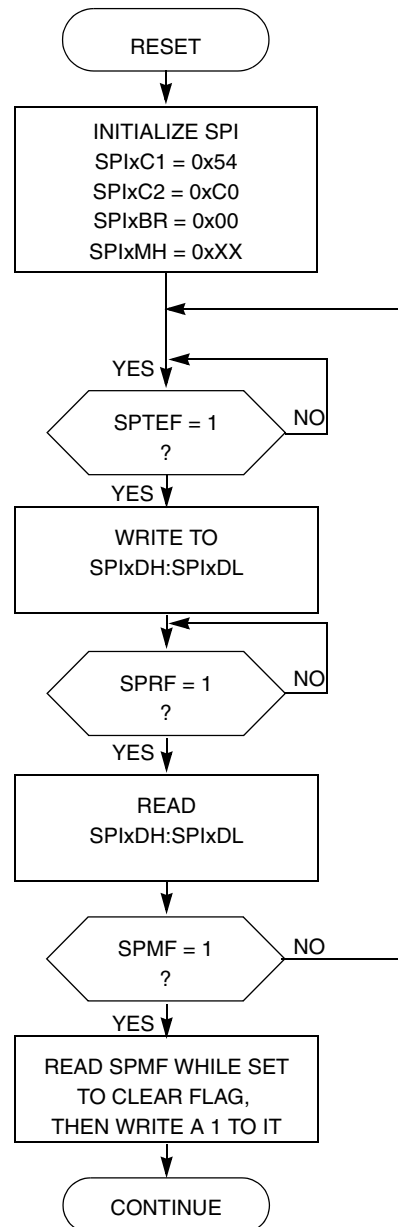 RESET
INITIALIZE SPI
SPIxC1 = 0x54
SPIxC2 = 0xC0
SPIxBR = 0x00
SPIxMH = 0xXX
YES
SPTEF = 1
?
NO
YES
WRITE TO
SPIxDH:SPIxDL
SPRF = 1
?
NO
YES
READ
SPIxDH:SPIxDL
SPMF = 1
?
NO
YES
READ SPMF WHILE SET
TO CLEAR FLAG,
THEN WRITE A 1 TO IT
CONTINUE